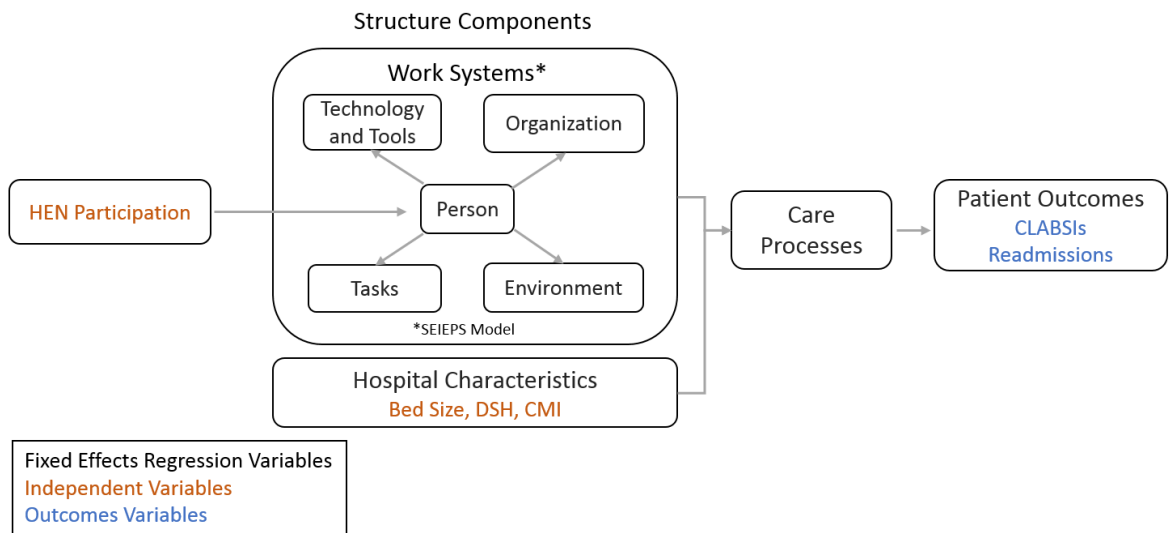 Structure Components
Work Systems*
Technology
and Tools
Organization
HEN Participation
Person
Tasks
Environment
*SEIEPS Model
Care
Processes
Patient Outcomes
CLABSIs
Readmissions
Hospital Characteristics
Bed Size, DSH, CMI
Fixed Effects Regression Variables
Independent Variables
Outcomes Variables